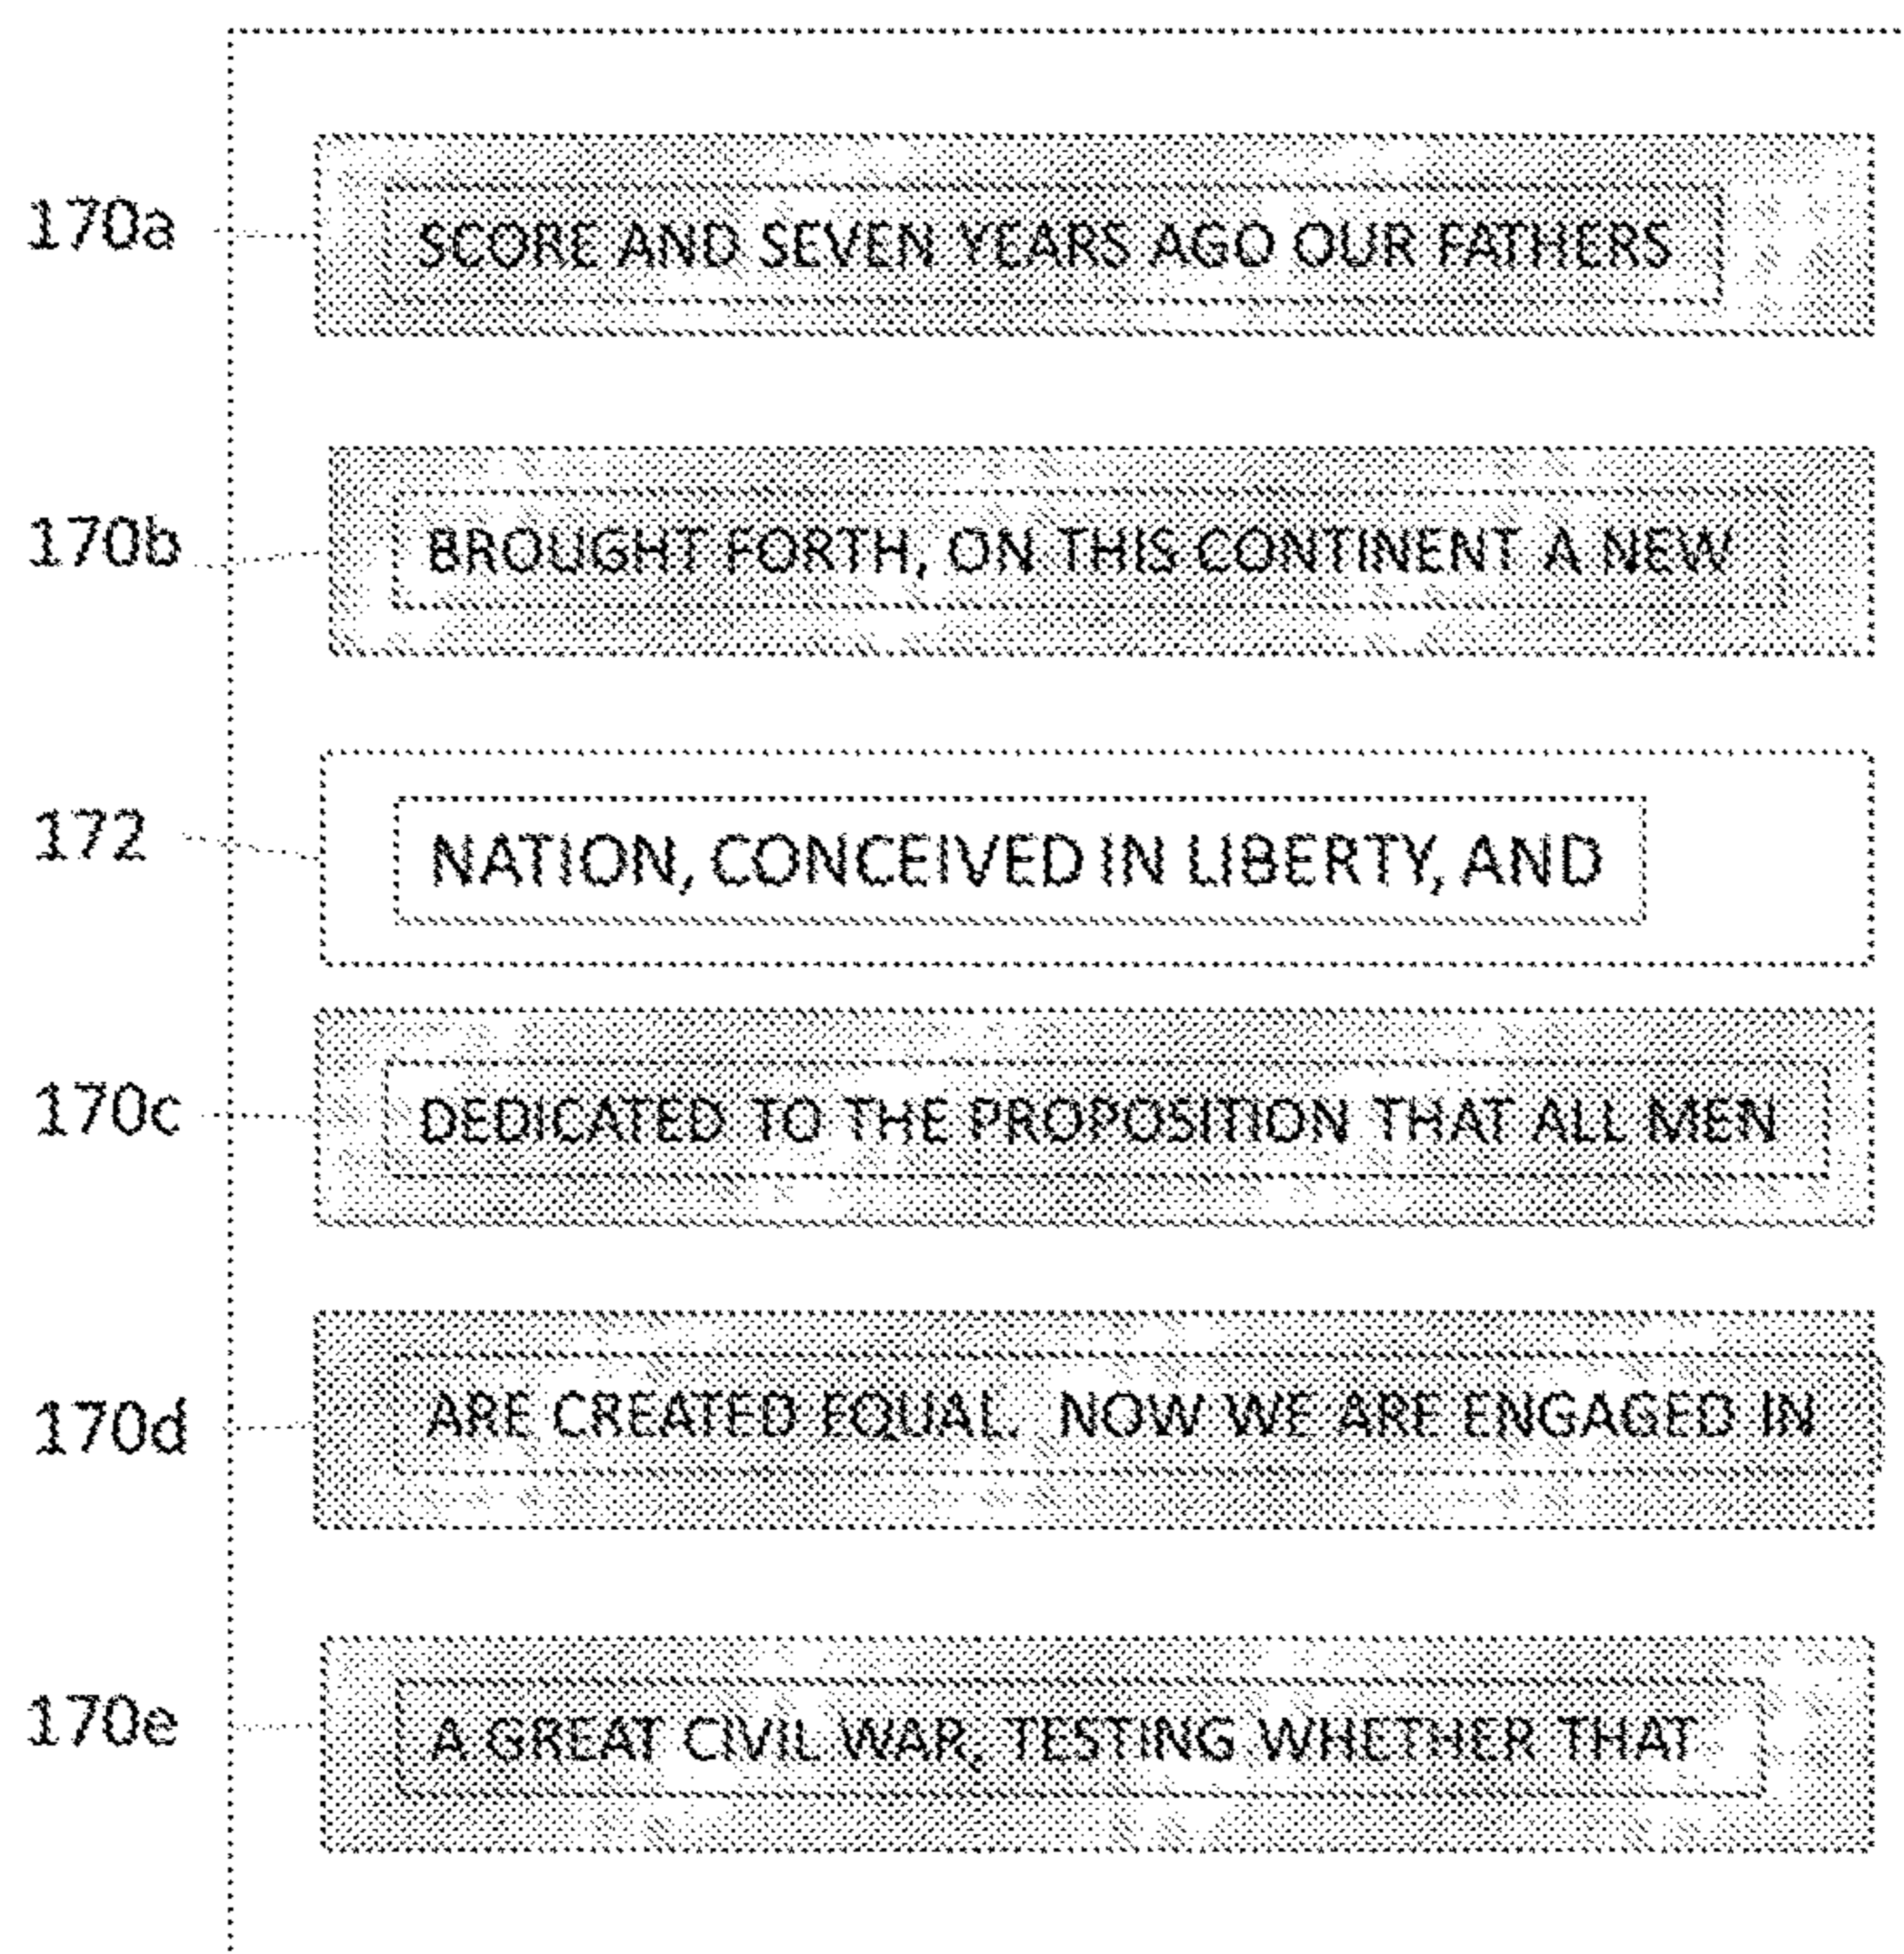 170a SCORE AND SEVEN YEARS AGO OUR FATHERS
170b BROUGHT FORTH, ON THIS CONTINENT A NEW
172 NATION, CONCEIVED IN LIBERTY, AND
170c DEDICATED TO THE PROPOSITION THAT ALL MEN
170d ARE CREATED EQUAL. NOW WE ARE ENGAGED IN
170e A GREAT CIVIL WAR, TESTING WHETHER THAT